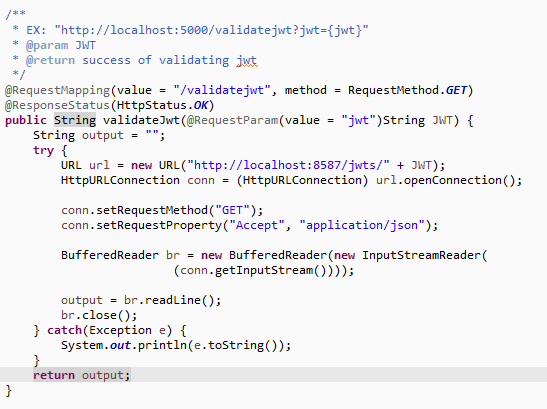 /**
 * EX: "http://localhost:5000/validatejwt?jwt={jwt}"
 * @param JWT
 * @return success of validating jwt
 */
@RequestMapping(value = "/validatejwt", method = RequestMethod.GET)
@ResponseStatus(HttpStatus.OK)
public String validateJwt(@RequestParam(value = "jwt")String JWT) {
    String output = "";
    try {
        URL url = new URL("http://localhost:8587/jwts/" + JWT);
        HttpURLConnection conn = (HttpURLConnection) url.openConnection();

        conn.setRequestMethod("GET");
        conn.setRequestProperty("Accept", "application/json");

        BufferedReader br = new BufferedReader(new InputStreamReader(
                        (conn.getInputStream())));

        output = br.readLine();
        br.close();
    } catch(Exception e) {
        System.out.println(e.toString());
    }
    return output;
}